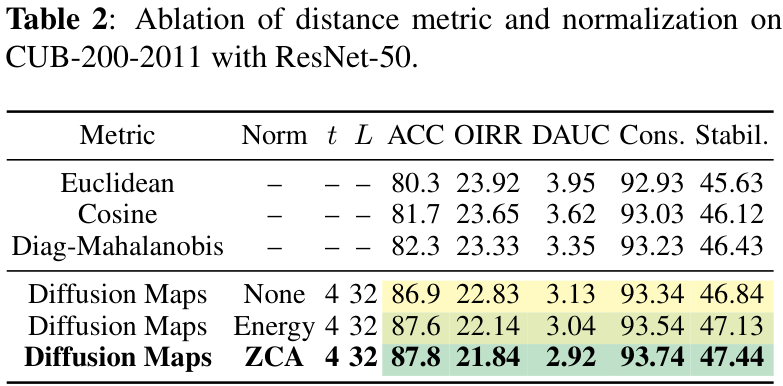 Table 2: Ablation of distance metric and normalization on
CUB-200-2011 with ResNet-50.
Metric Norm t L ACC OIRR DAUC Cons. Stabil.
Euclidean – – – 80.3 23.92 3.95 92.93 45.63
Cosine – – – 81.7 23.65 3.62 93.03 46.12
Diag-Mahalanobis – – – 82.3 23.33 3.35 93.23 46.43
Diffusion Maps None 4 32 86.9 22.83 3.13 93.34 46.84
Diffusion Maps Energy 4 32 87.6 22.14 3.04 93.54 47.13
Diffusion Maps ZCA 4 32 87.8 21.84 2.92 93.74 47.44